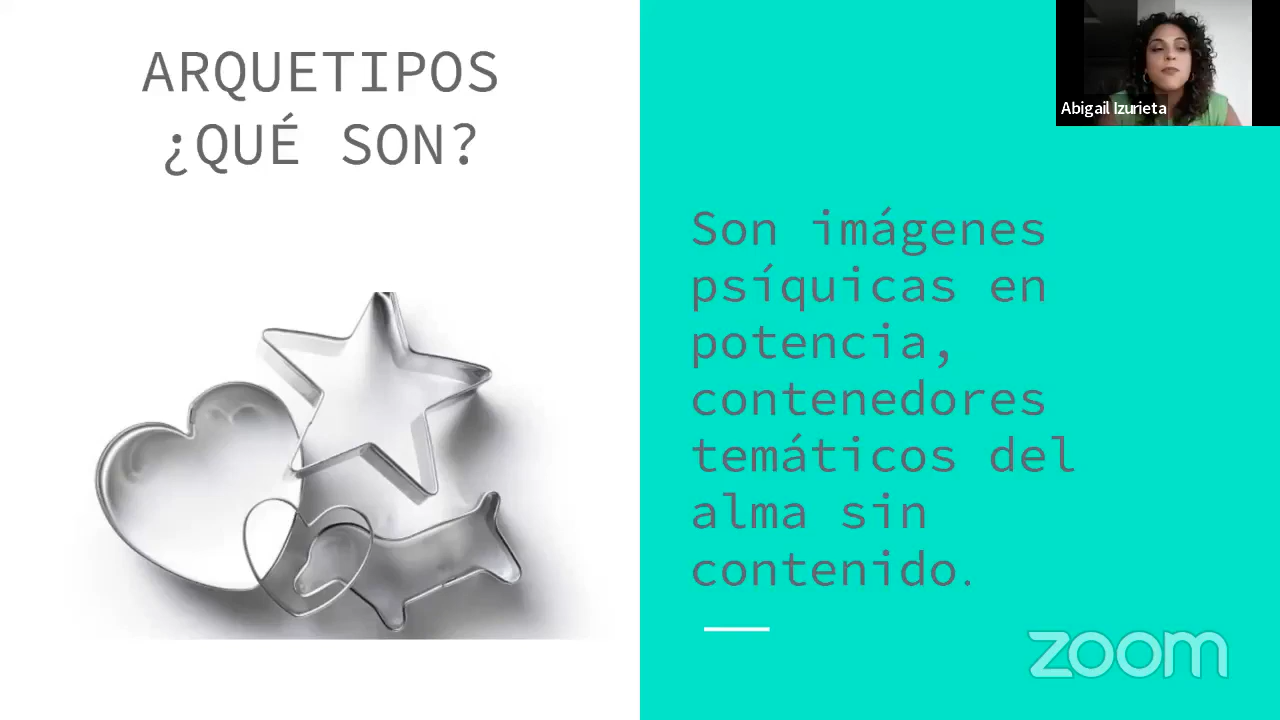 ARQUETIPOS
¿QUÉ SON?
Abigail Izurieta
Son imágenes
psíquicas en
potencia,
contenedores
temáticos del
alma sin
contenido.
zoom